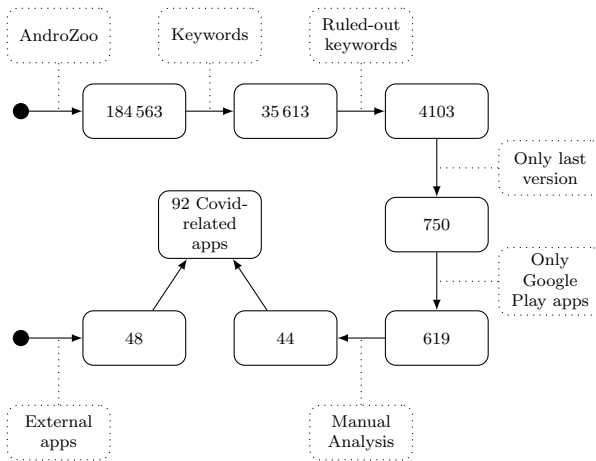 AndroZoo
Keywords
Ruled-out
keywords
184 563
35 613
4103
Only last
version
92 Covid-
related
apps
750
Only
Google
Play apps
48
44
619
External
apps
Manual
Analysis